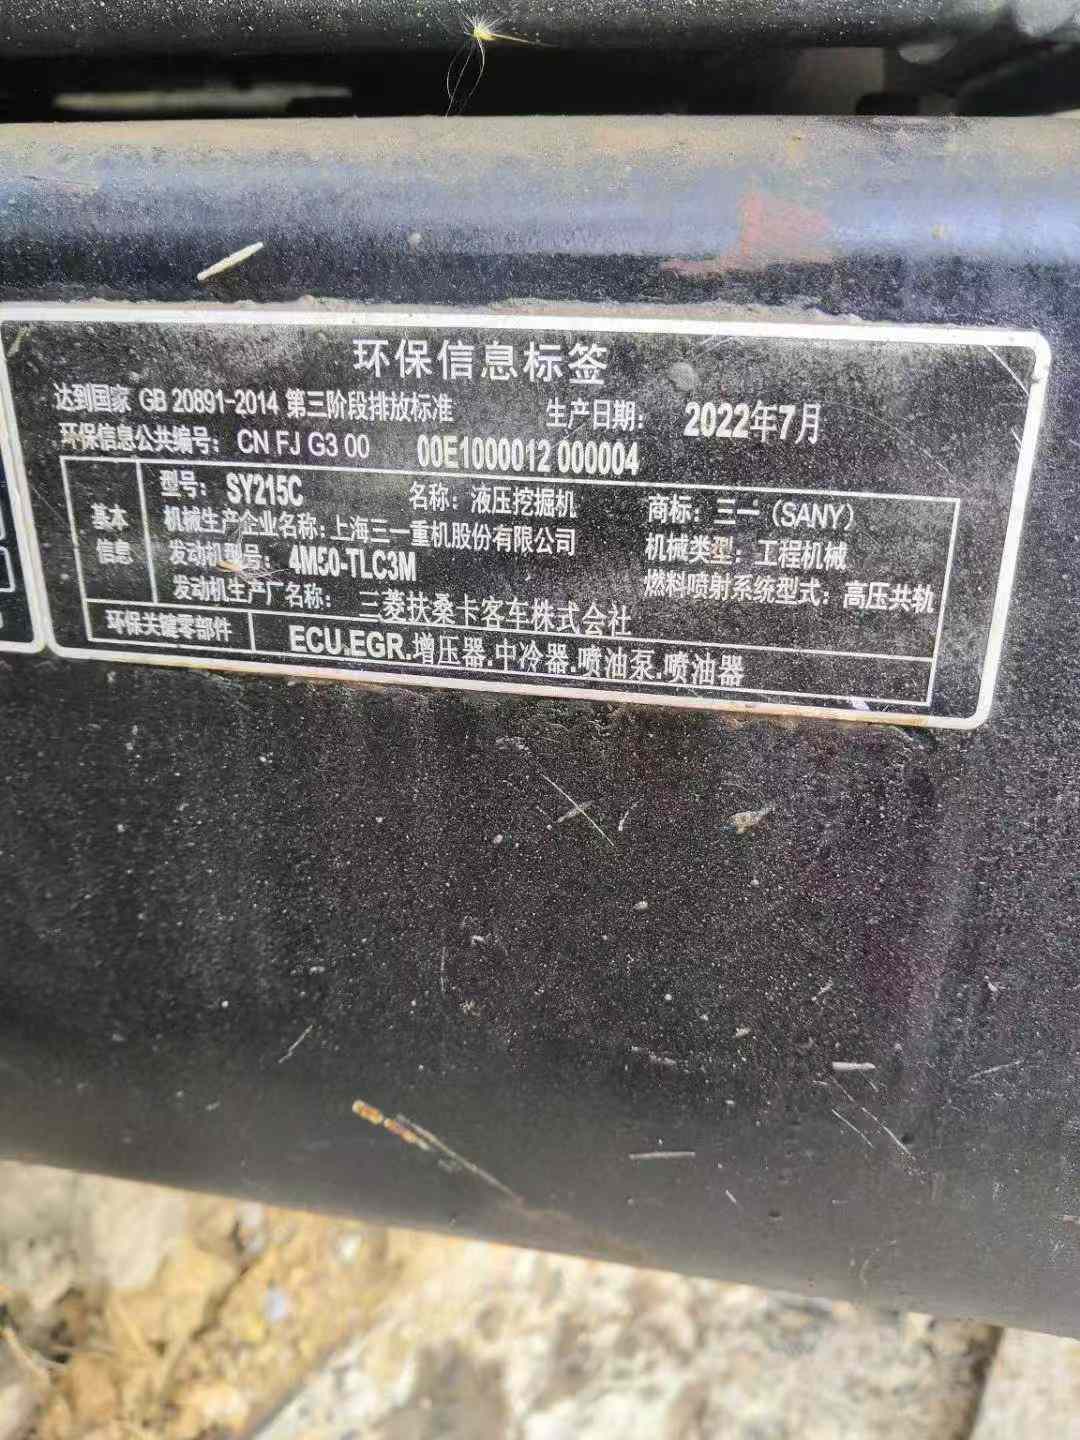 环保信息标签
达到国家 GB 20891-2014 第三阶段排放标准 生产日期: 2022年7月
环保信息公共编号: CN FJ G3 00 00E1000012 000004
基本信息
型号: SY215C 名称: 液压挖掘机 商标: 三一 (SANY)
机械生产企业名称: 上海三一重机股份有限公司 机械类型: 工程机械
发动机型号: 4M50-TLC3M 燃料喷射系统型式: 高压共轨
发动机生产厂名称: 三菱扶桑卡客车株式会社
环保关键零部件 ECU.EGR.增压器.中冷器.喷油泵.喷油器